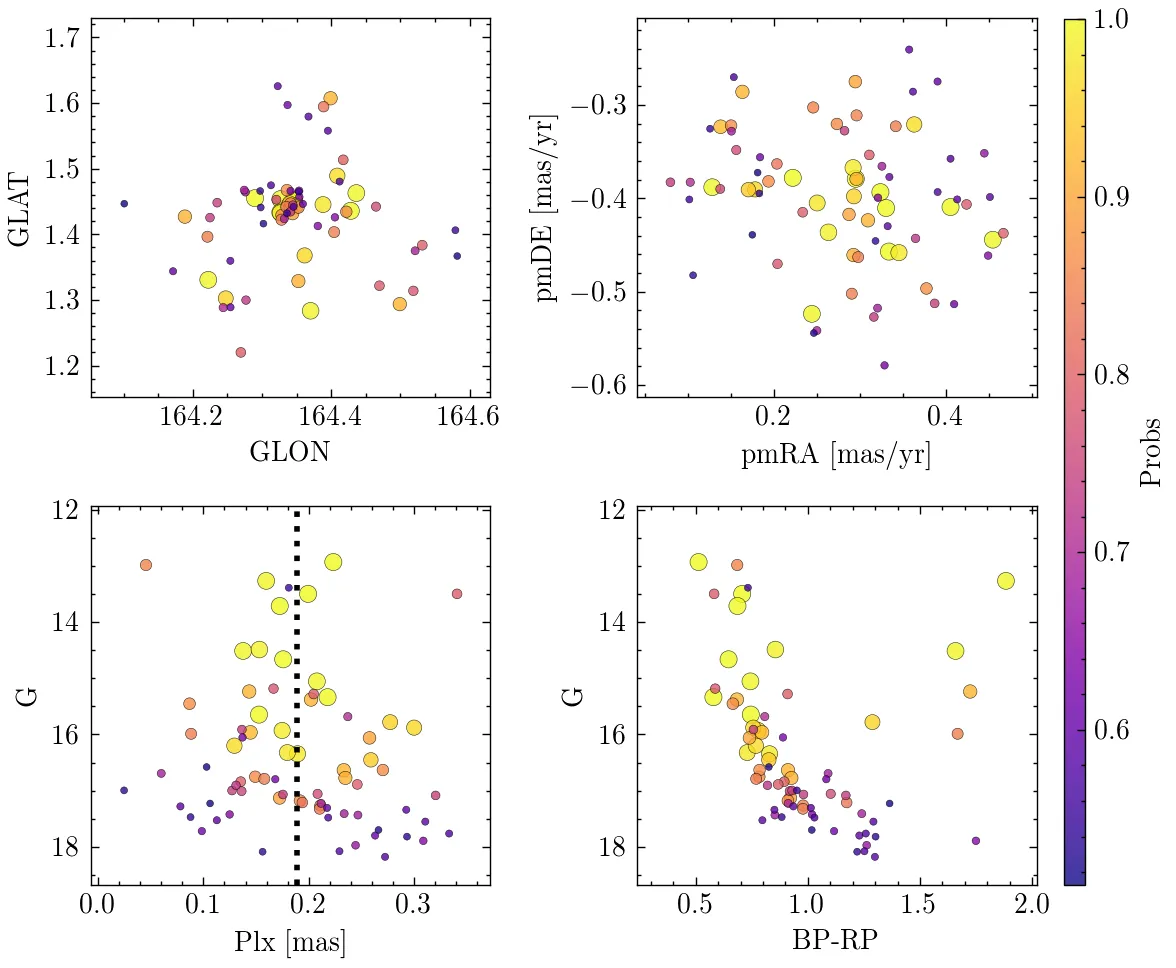 1.7
1.6
1.5
1.4
1.3
1.2
GLAT
164.2 164.4 164.6
GLON
−0.3
−0.4
−0.5
−0.6
pmDE [mas/yr]
0.2 0.4
pmRA [mas/yr]
12
14
16
18
G
0.0 0.1 0.2 0.3
Plx [mas]
12
14
16
18
G
0.5 1.0 1.5 2.0
BP-RP
1.0
0.9
0.8
0.7
0.6
Probs